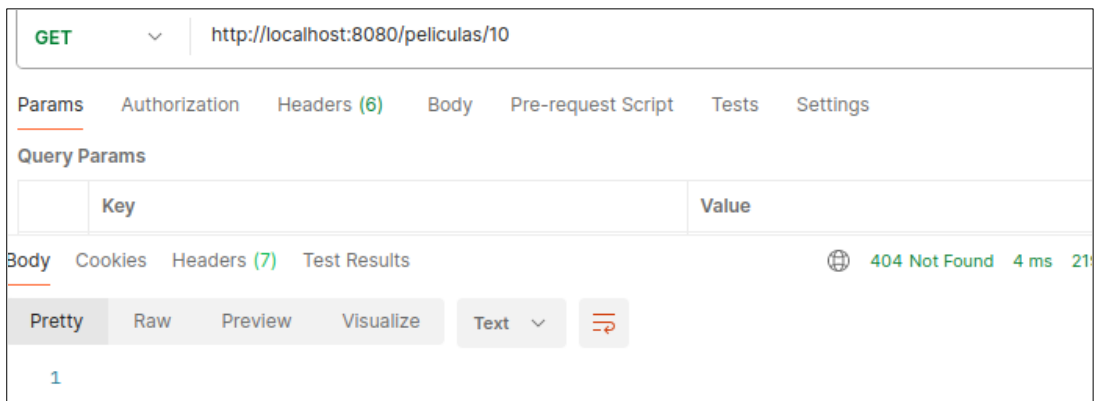 GET http://localhost:8080/peliculas/10
Params Authorization Headers (6) Body Pre-request Script Tests Settings
Query Params
Key Value
Body Cookies Headers (7) Test Results 404 Not Found 4 ms
Pretty Raw Preview Visualize Text
1